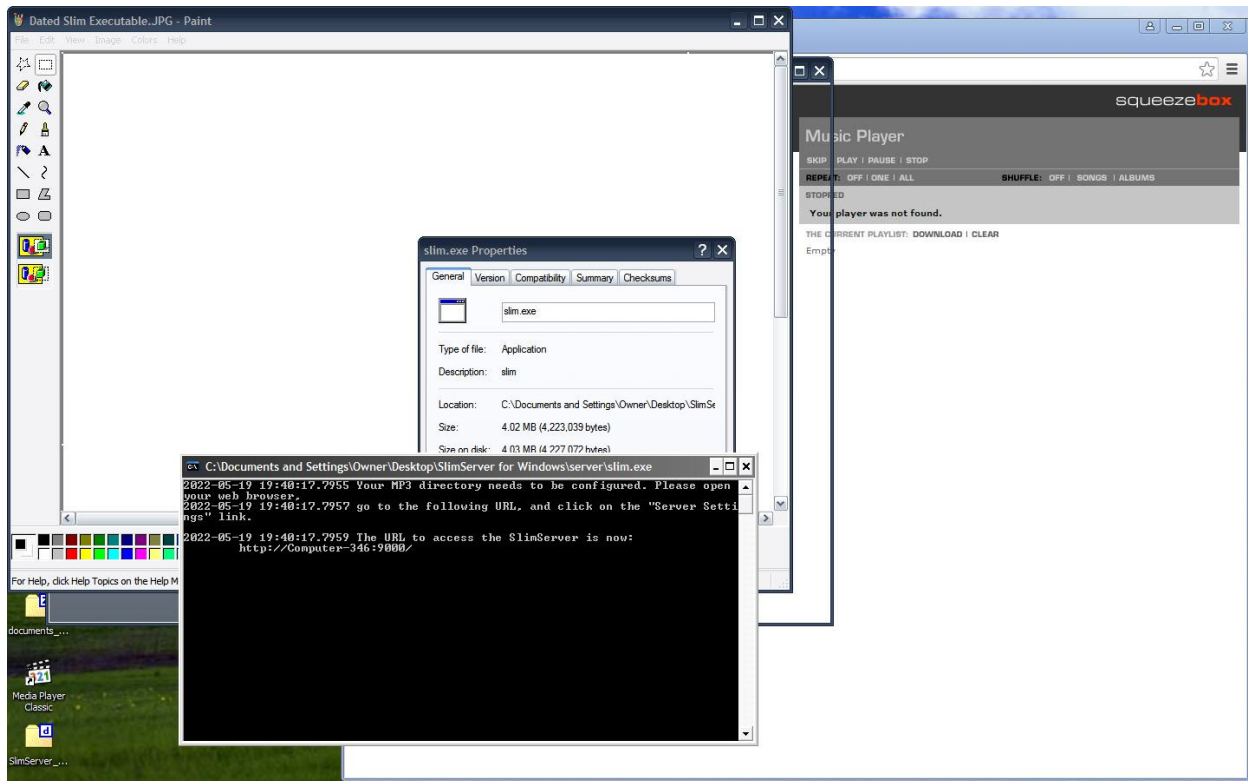 Dated Slim Executable.JPG - Paint
File Edit View Image Colors Help
squeezebox
Music Player
SKIP PLAY | PAUSE | STOP
REPEAT: OFF | ONE | ALL SHUFFLE: OFF | SONGS | ALBUMS
STOPPED
Your player was not found.
THE CURRENT PLAYLIST: DOWNLOAD | CLEAR
Empty
slim.exe Properties
General Version Compatibility Summary Checksums
slim.exe
Type of file: Application
Description: slim
Location: C:\Documents and Settings\Owner\Desktop\SlimSe
Size: 4.02 MB (4,223,039 bytes)
Size on disk: 4.03 MB (4,227,072 bytes)
C:\Documents and Settings\Owner\Desktop\SlimServer for Windows\server\slim.exe
2022-05-19 19:40:17.7955 Your MP3 directory needs to be configured. Please open
your web browser,
2022-05-19 19:40:17.7957 go to the following URL, and click on the "Server Setti
ngs" link.
2022-05-19 19:40:17.7959 The URL to access the SlimServer is now:
http://Computer-346:9000/
For Help, click Help Topics on the Help M
documents_...
Media Player
Classic
SlimServer_...